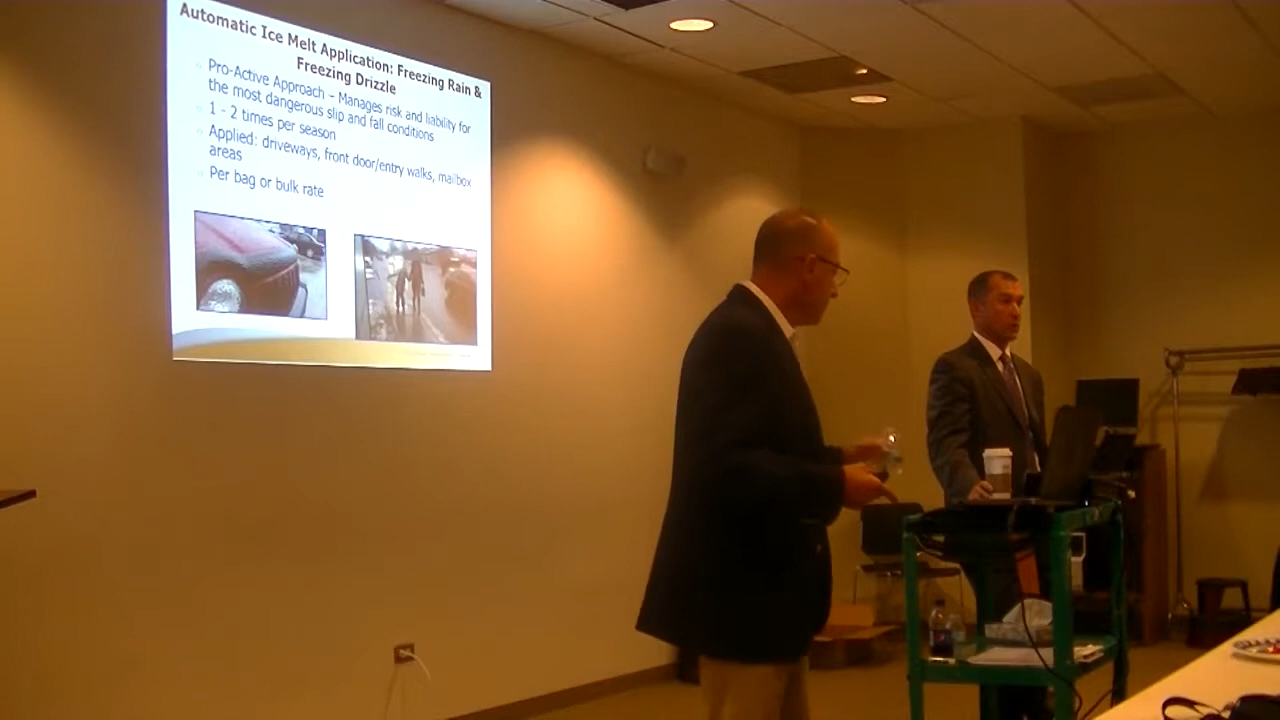 Automatic Ice Melt Application: Freezing Rain &
Freezing Drizzle
Pro-Active Approach – Manages risk and liability for
the most dangerous slip and fall conditions
1 - 2 times per season
Applied: driveways, front door/entry walks, mailbox
areas
Per bag or bulk rate